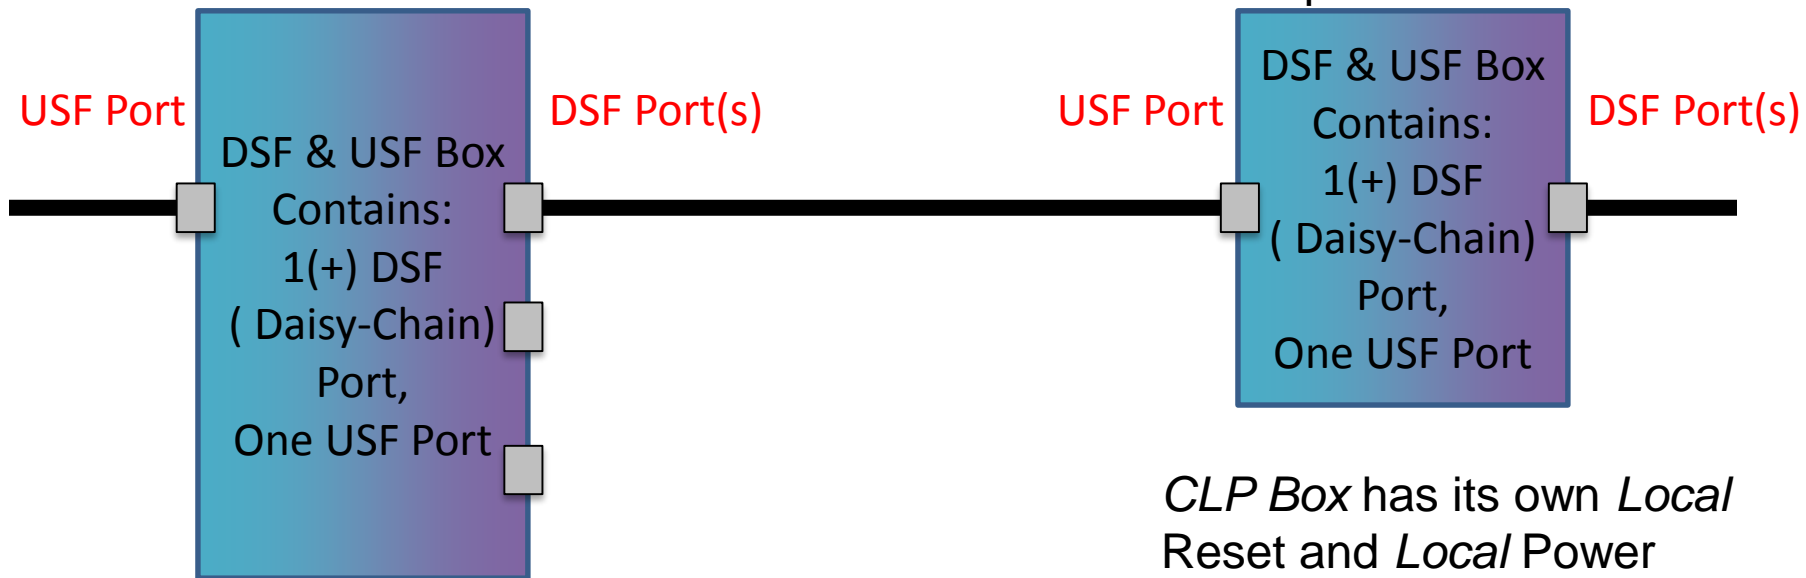 USF Port
DSF & USF Box
Contains:
1(+) DSF
( Daisy-Chain)
Port,
One USF Port
DSF Port(s)
USF Port
DSF & USF Box
Contains:
1(+) DSF
( Daisy-Chain)
Port,
One USF Port
DSF Port(s)
CLP Box has its own Local
Reset and Local Power